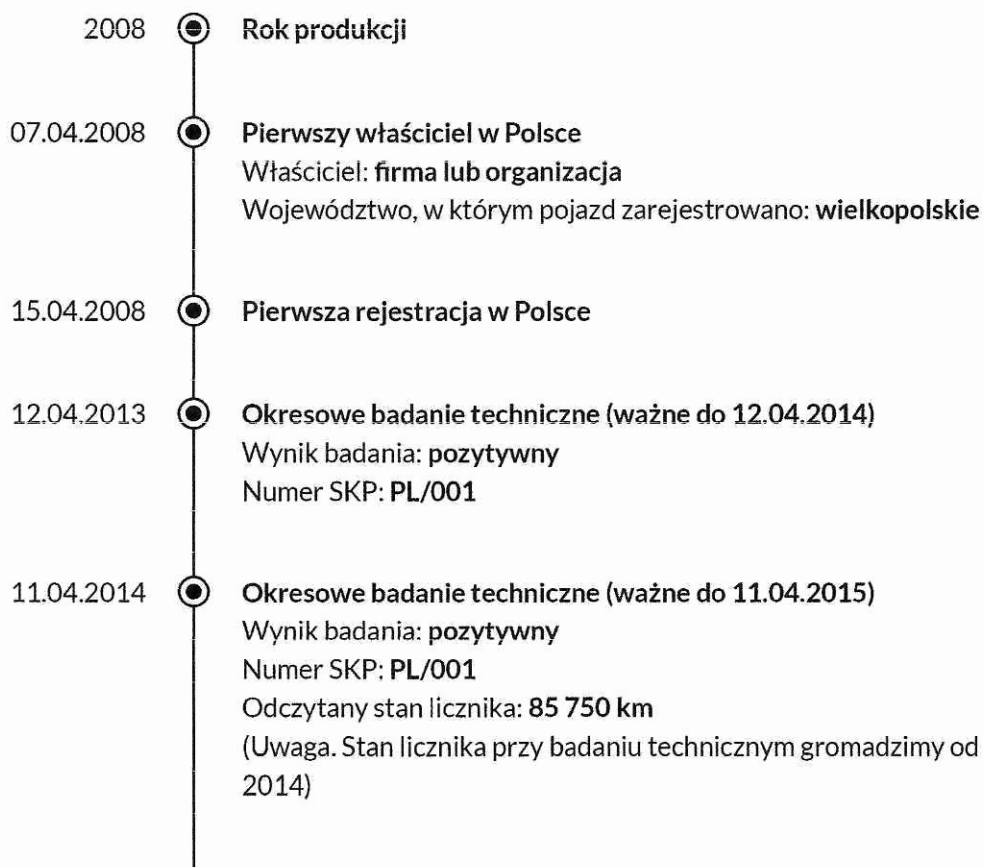 2008 Rok produkcji
07.04.2008 Pierwszy właściciel w Polsce
Właściciel: firma lub organizacja
Województwo, w którym pojazd zarejestrowano: wielkopolskie
15.04.2008 Pierwsza rejestracja w Polsce
12.04.2013 Okresowe badanie techniczne (ważne do 12.04.2014)
Wynik badania: pozytywny
Numer SKP: PL/001
11.04.2014 Okresowe badanie techniczne (ważne do 11.04.2015)
Wynik badania: pozytywny
Numer SKP: PL/001
Odczytany stan licznika: 85 750 km
(Uwaga. Stan licznika przy badaniu technicznym gromadzimy od
2014)